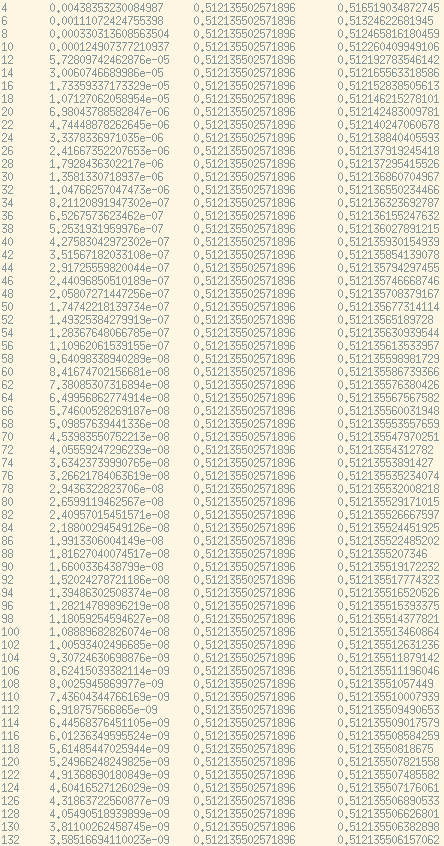 4 0.00438353230084987 0.512135502571896 0.516519034872745
6 0.00111072424755398 0.512135502571896 0.51324622681945
8 0.000330313608563504 0.512135502571896 0.512465816180459
10 0.000124907377210937 0.512135502571896 0.512260409949106
12 5.72809742462876e-05 0.512135502571896 0.512192783546142
14 3.0060746689986e-05 0.512135502571896 0.512165563318586
16 1.73359337173329e-05 0.512135502571896 0.512152838505613
18 1.07127062058954e-05 0.512135502571896 0.512146215278101
20 6.98043788582847e-06 0.512135502571896 0.512142483009781
22 4.74448878262645e-06 0.512135502571896 0.512140247060678
24 3.3378336971035e-06 0.512135502571896 0.512138840405593
26 2.41667352207653e-06 0.512135502571896 0.512137919245418
28 1.7928436302217e-06 0.512135502571896 0.512137295415526
30 1.3581330718937e-06 0.512135502571896 0.512136860704967
32 1.04766257047473e-06 0.512135502571896 0.512136550234466
34 8.21120891947302e-07 0.512135502571896 0.512136323692787
36 6.5267573623462e-07 0.512135502571896 0.512136155247632
38 5.2531931959976e-07 0.512135502571896 0.512136027891215
40 4.27583042972302e-07 0.512135502571896 0.512135930154939
42 3.51567182033108e-07 0.512135502571896 0.512135854139078
44 2.91725559820044e-07 0.512135502571896 0.512135794297455
46 2.44096850510189e-07 0.512135502571896 0.512135746668746
48 2.05807271447256e-07 0.512135502571896 0.512135708379167
50 1.74742218139734e-07 0.512135502571896 0.512135677314114
52 1.49325384279919e-07 0.512135502571896 0.51213565189728
54 1.28367648066785e-07 0.512135502571896 0.512135630939544
56 1.10962061539155e-07 0.512135502571896 0.512135613533957
58 9.64098338940289e-08 0.512135502571896 0.512135598981729
60 8.41674702156681e-08 0.512135502571896 0.512135586739366
62 7.38085307316894e-08 0.512135502571896 0.512135576380426
64 6.49956862774914e-08 0.512135502571896 0.512135567567582
66 5.74600528269187e-08 0.512135502571896 0.512135560031948
68 5.09857639441336e-08 0.512135502571896 0.512135553557659
70 4.53983550752213e-08 0.512135502571896 0.512135547970251
72 4.05559247296239e-08 0.512135502571896 0.51213554312782
74 3.63423739990765e-08 0.512135502571896 0.51213553891427
76 3.26621784063619e-08 0.512135502571896 0.512135535234074
78 2.9436322823706e-08 0.512135502571896 0.512135532008218
80 2.6599119462567e-08 0.512135502571896 0.512135529171015
82 2.40957015451571e-08 0.512135502571896 0.512135526667597
84 2.18800294549126e-08 0.512135502571896 0.512135524451925
86 1.9913306004149e-08 0.512135502571896 0.512135522485202
88 1.81627040074517e-08 0.512135502571896 0.5121355207346
90 1.6600336438799e-08 0.512135502571896 0.512135519172232
92 1.52024278721186e-08 0.512135502571896 0.512135517774323
94 1.39486302508374e-08 0.512135502571896 0.512135516520526
96 1.28214789896219e-08 0.512135502571896 0.512135515393375
98 1.18059254594627e-08 0.512135502571896 0.512135514377821
100 1.08889682826074e-08 0.512135502571896 0.512135513460864
102 1.00593402496685e-08 0.512135502571896 0.512135512631236
104 9.30724630698876e-09 0.512135502571896 0.512135511879142
106 8.62415039382114e-09 0.512135502571896 0.512135511196046
108 8.0025945869977e-09 0.512135502571896 0.51213551057449
110 7.43604344766169e-09 0.512135502571896 0.512135510007939
112 6.918757566865e-09 0.512135502571896 0.512135509490653
114 6.44568376451105e-09 0.512135502571896 0.512135509017579
116 6.01236349595524e-09 0.512135502571896 0.512135508584259
118 5.61485447025944e-09 0.512135502571896 0.51213550818675
120 5.24966248249825e-09 0.512135502571896 0.512135507821558
122 4.91368690180849e-09 0.512135502571896 0.512135507485582
124 4.60416527126029e-09 0.512135502571896 0.512135507176061
126 4.31863722560877e-09 0.512135502571896 0.512135506890533
128 4.05490518939899e-09 0.512135502571896 0.512135506626801
130 3.81100262458745e-09 0.512135502571896 0.512135506382898
132 3.58516694110023e-09 0.512135502571896 0.512135506157062